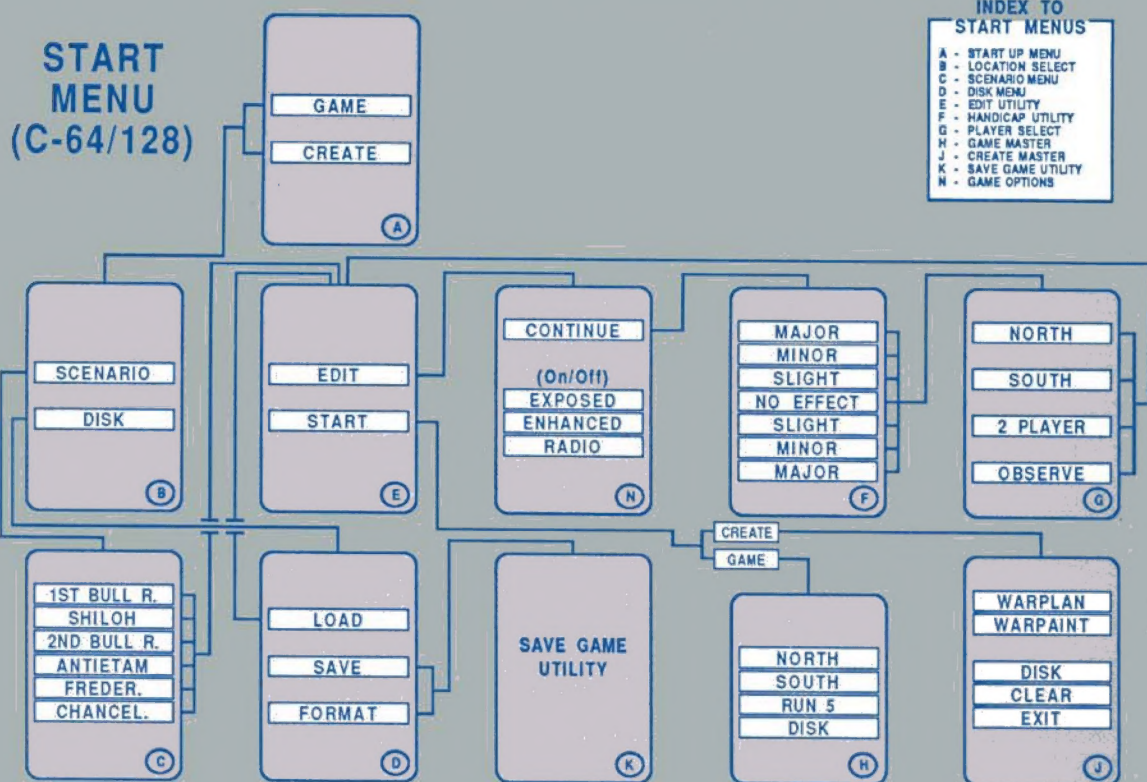 START
MENU
(C-64/128)
GAME
CREATE
A
INDEX TO
START MENUS
A - START UP MENU
B - LOCATION SELECT
C - SCENARIO MENU
D - DISK MENU
E - EDIT UTILITY
F - HANDICAP UTILITY
G - PLAYER SELECT
H - GAME MASTER
J - CREATE MASTER
K - SAVE GAME UTILITY
N - GAME OPTIONS
SCENARIO
DISK
B
EDIT
START
E
CONTINUE
(On/Off)
EXPOSED
ENHANCED
RADIO
N
MAJOR
MINOR
SLIGHT
NO EFFECT
SLIGHT
MINOR
MAJOR
F
NORTH
SOUTH
2 PLAYER
OBSERVE
G
1ST BULL R.
SHILOH
2ND BULL R.
ANTIETAM
FREDER.
CHANCEL.
C
LOAD
SAVE
FORMAT
D
SAVE GAME
UTILITY
K
CREATE
GAME
NORTH
SOUTH
RUN 5
DISK
H
WARPLAN
WARPAINT
DISK
CLEAR
EXIT
J